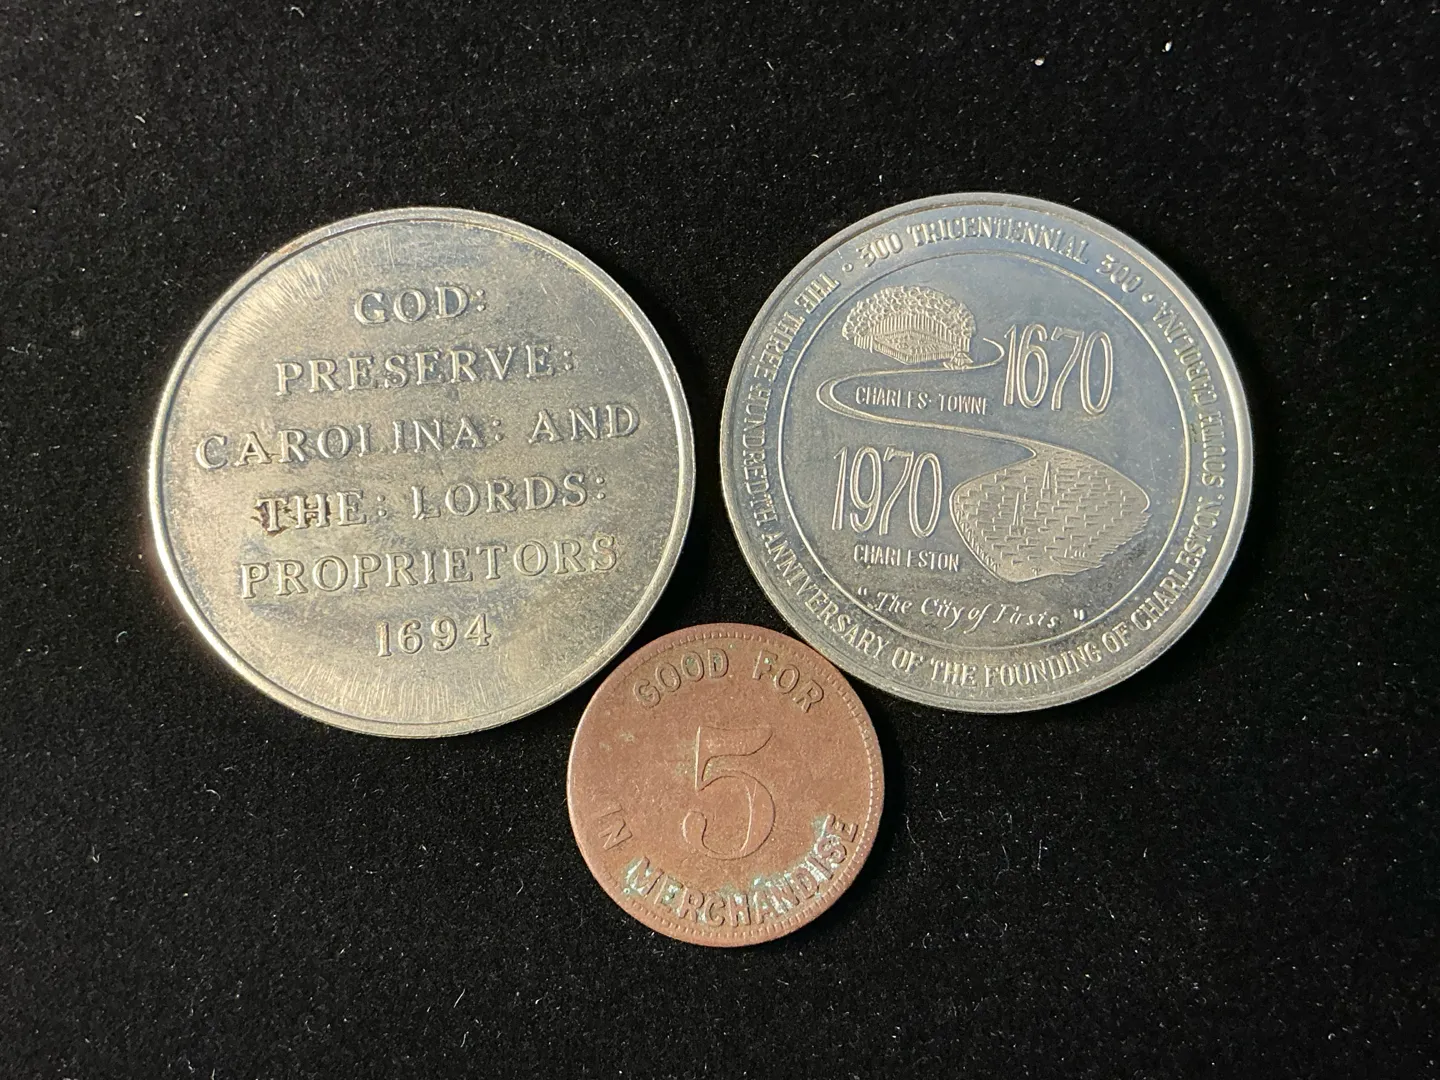 GOD:
PRESERVE:
CAROLINA: AND
THE: LORDS:
PROPRIETORS
1694
• 300 TRICENTENNIAL 300 •
THE THREE HUNDREDTH ANNIVERSARY OF THE FOUNDING OF CHARLESTON, SOUTH CAROLINA
1670
CHARLES-TOWNE
1970
CHARLESTON
"The City of Firsts"
GOOD FOR
5
IN MERCHANDISE